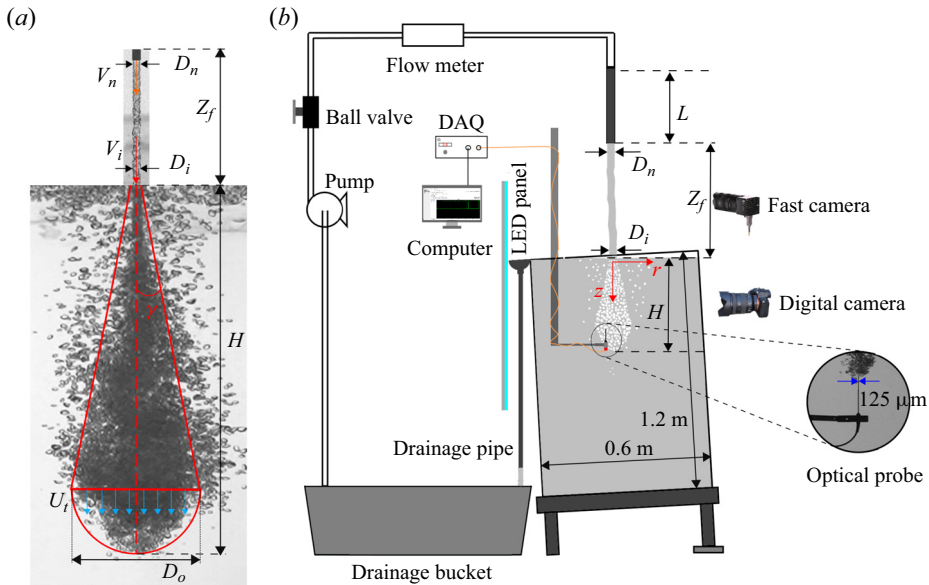 (a)
V_n
D_n
Z_f
V_i
D_i
γ
H
U_t
D_o
(b)
Flow meter
Ball valve
DAQ
Pump
Computer
LED panel
L
D_n
Z_f
D_i
Fast camera
r
z
H
Digital camera
125 μm
1.2 m
0.6 m
Drainage pipe
Optical probe
Drainage bucket